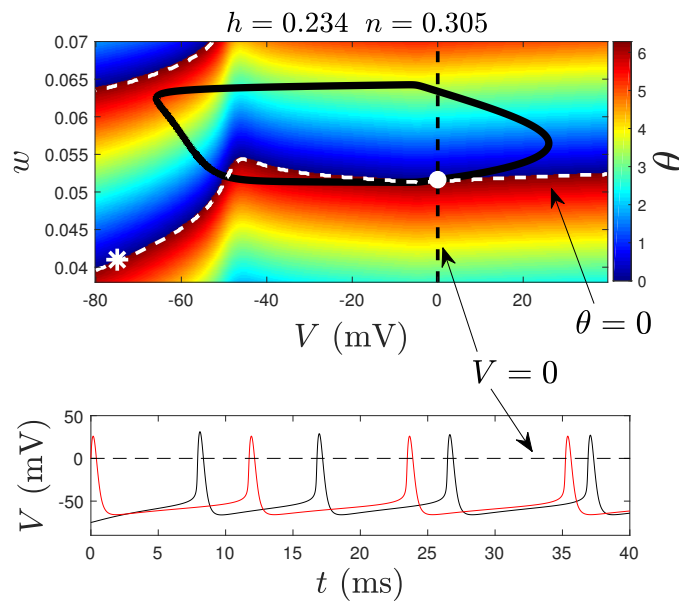 h = 0.234 n = 0.305
0.07
0.065
0.06
0.055
0.05
0.045
0.04
w
-80 -60 -40 -20 0 20
V (mV)
6
5
4
3
2
1
0
θ
θ = 0
V = 0
50
0
-50
V (mV)
0 5 10 15 20 25 30 35 40
t (ms)